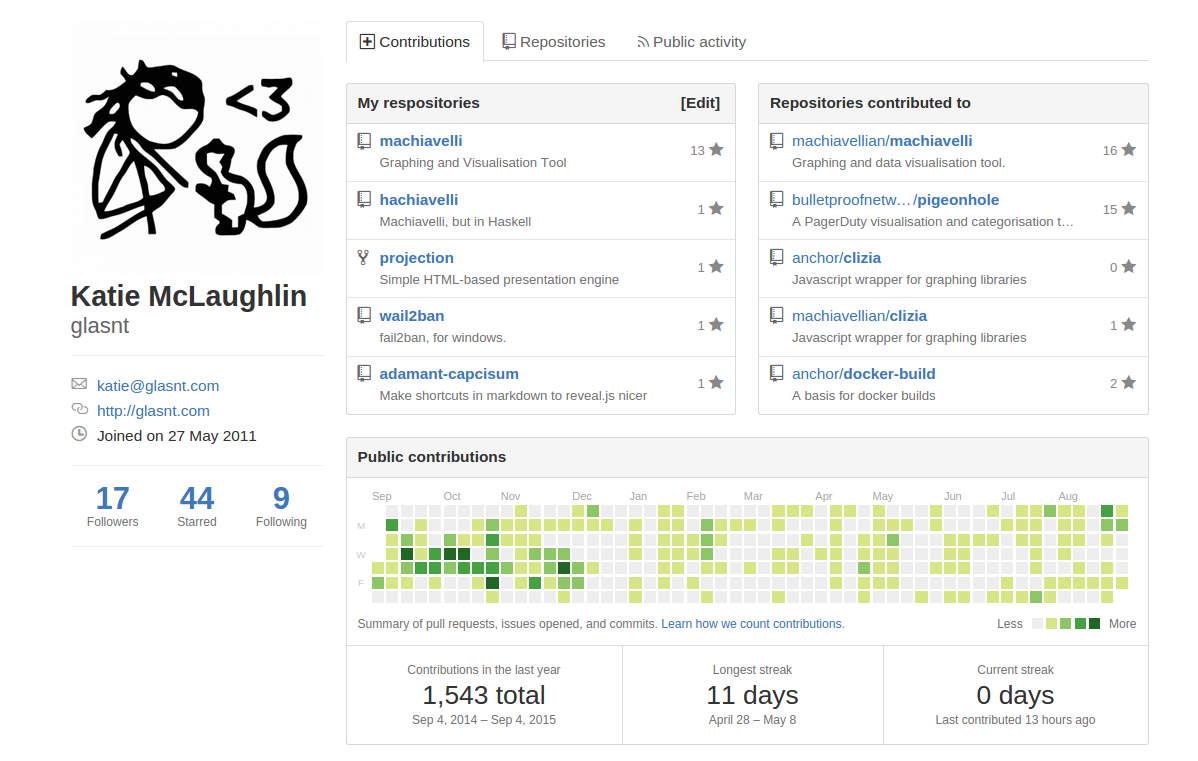 <3
Katie McLaughlin
glasnt
katie@glasnt.com
http://glasnt.com
Joined on 27 May 2011
17 44 9
Followers Starred Following
Contributions Repositories Public activity
My respositories [Edit]
machiavelli
13
Graphing and Visualisation Tool
hachiavelli
1
Machiavelli, but in Haskell
projection
1
Simple HTML-based presentation engine
wail2ban
1
fail2ban, for windows.
adamant-capcisum
1
Make shortcuts in markdown to reveal.js nicer
Repositories contributed to
machiavellian/machiavelli
16
Graphing and data visualisation tool.
bulletproofnetw…/pigeonhole
15
A PagerDuty visualisation and categorisation t…
anchor/clizia
0
Javascript wrapper for graphing libraries
machiavellian/clizia
1
Javascript wrapper for graphing libraries
anchor/docker-build
2
A basis for docker builds
Public contributions
Sep Oct Nov Dec Jan Feb Mar Apr May Jun Jul Aug
M
W
F
Summary of pull requests, issues opened, and commits. Learn how we count contributions. Less More
Contributions in the last year
1,543 total
Sep 4, 2014 – Sep 4, 2015
Longest streak
11 days
April 28 – May 8
Current streak
0 days
Last contributed 13 hours ago